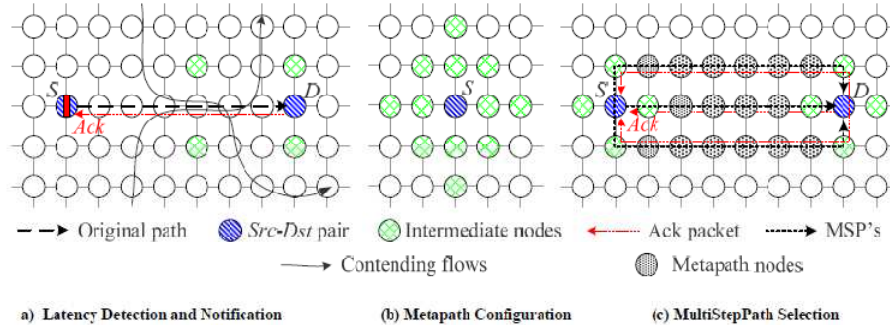 S
D
Ack
S
S
D
Ack
Original path
Src-Dst pair
Intermediate nodes
Ack packet
MSP's
Contending flows
Metapath nodes
a) Latency Detection and Notification
(b) Metapath Configuration
(c) MultiStepPath Selection